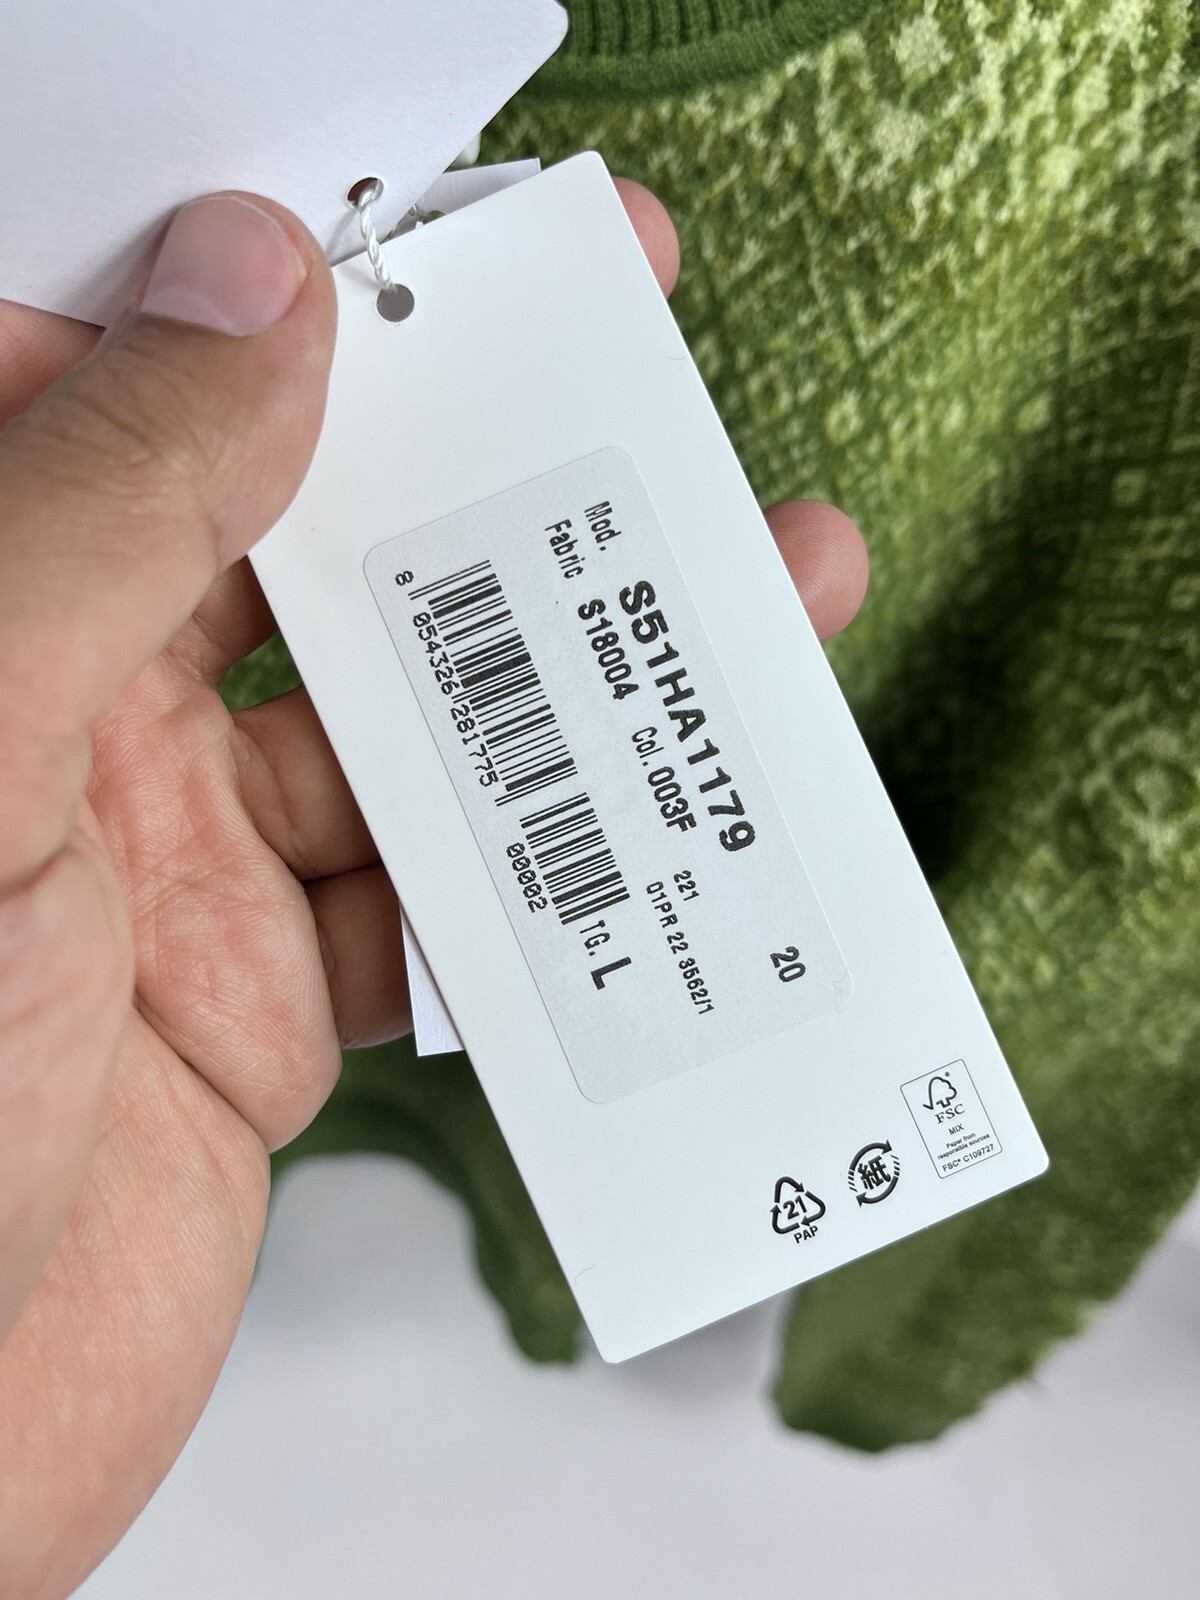 Mod. S51HA1179 20
Fabric S18004 Col. 003F 221
01PR 22 3562/1
8 054326 281775
00002
TG. L
21
PAP
紙
FSC
MIX
Paper from
responsible sources
FSC® C109727